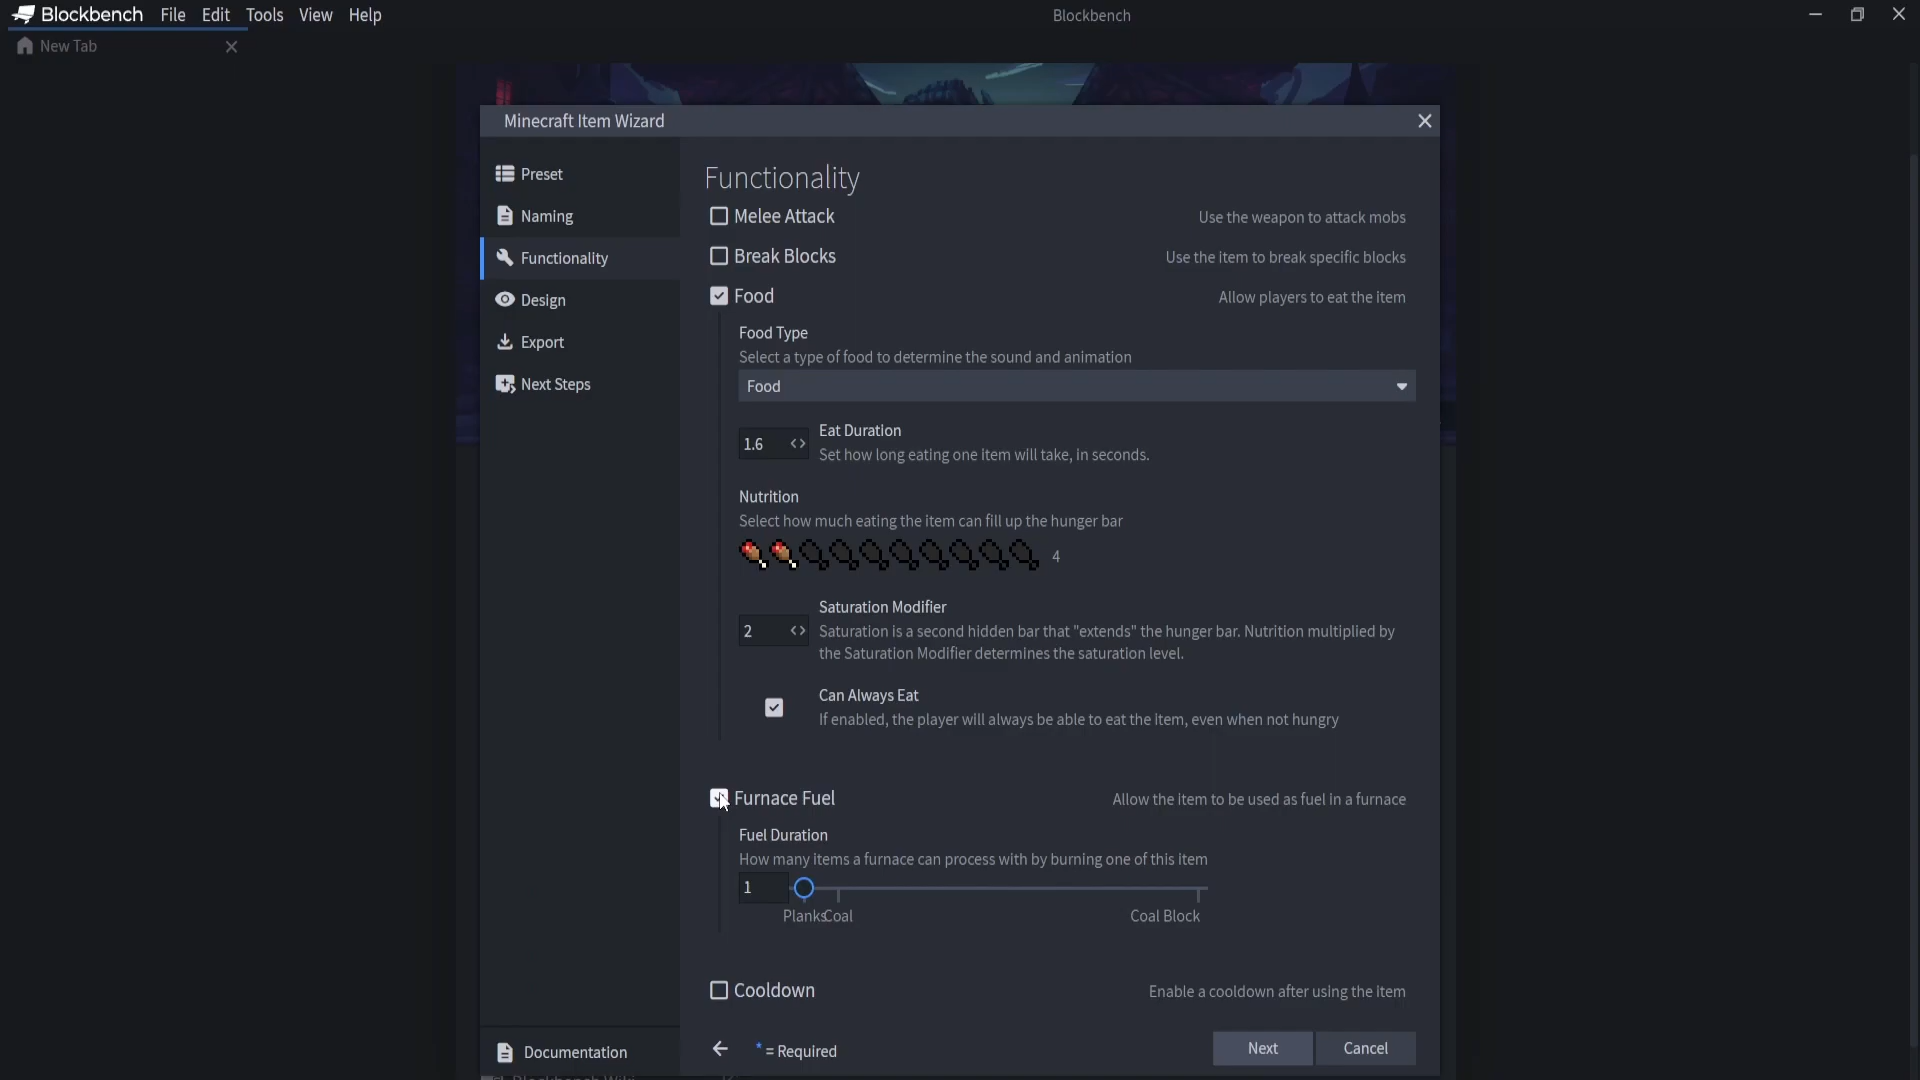 Blockbench File Edit Tools View Help Blockbench
New Tab
Minecraft Item Wizard
Preset
Naming
Functionality
Design
Export
Next Steps
Documentation
Functionality
Melee Attack Use the weapon to attack mobs
Break Blocks Use the item to break specific blocks
Food Allow players to eat the item
Food Type
Select a type of food to determine the sound and animation
Food
1.6 Eat Duration
Set how long eating one item will take, in seconds.
Nutrition
Select how much eating the item can fill up the hunger bar
4
Saturation Modifier
2 Saturation is a second hidden bar that "extends" the hunger bar. Nutrition multiplied by
the Saturation Modifier determines the saturation level.
Can Always Eat
If enabled, the player will always be able to eat the item, even when not hungry
Furnace Fuel Allow the item to be used as fuel in a furnace
Fuel Duration
How many items a furnace can process with by burning one of this item
1
Planks Coal Coal Block
Cooldown Enable a cooldown after using the item
* = Required Next Cancel